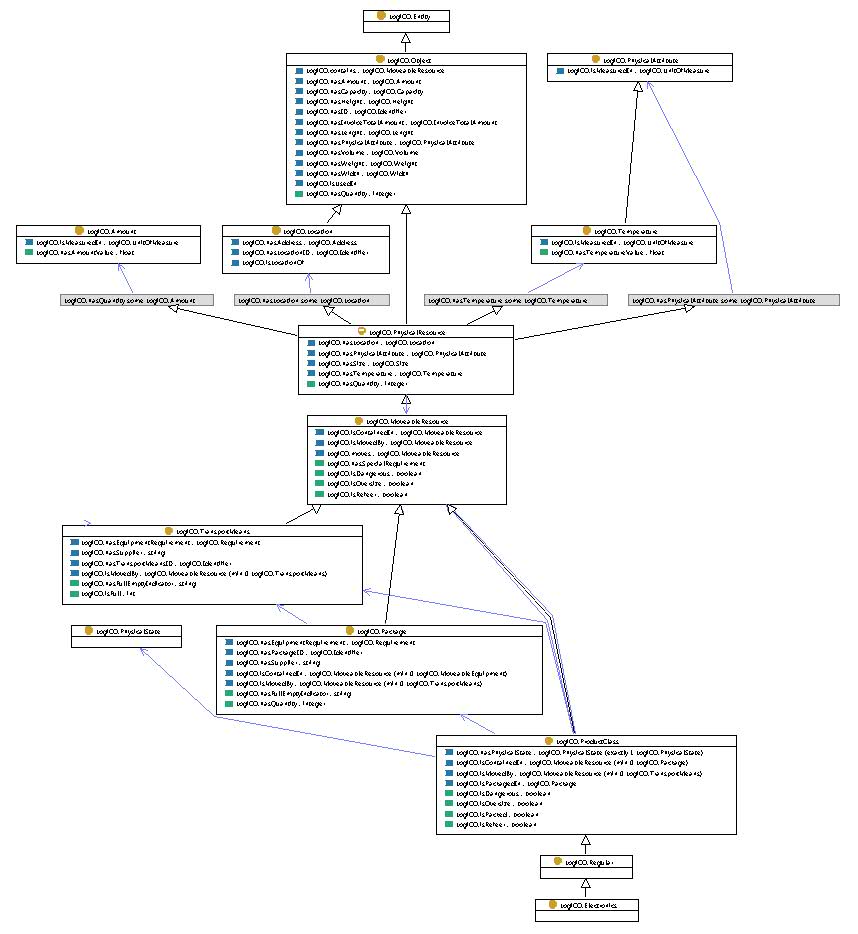 LogiCO:Entity
LogiCO:Object
LogiCO:contains : LogiCO:MoveableResource
LogiCO:hasAmount : LogiCO:Amount
LogiCO:hasCapacity : LogiCO:Capacity
LogiCO:hasHeight : LogiCO:Height
LogiCO:hasID : LogiCO:Identifier
LogiCO:hasInvoiceTotalAmount : LogiCO:InvoiceTotalAmount
LogiCO:hasLenght : LogiCO:Lenght
LogiCO:hasPhysicalAttribute : LogiCO:PhysicalAttribute
LogiCO:hasVolume : LogiCO:Volume
LogiCO:hasWeight : LogiCO:Weight
LogiCO:hasWidth : LogiCO:Width
LogiCO:isUsedIn
LogiCO:hasQuantity : integer
LogiCO:PhysicalAttribute
LogiCO:isMeasuredIn : LogiCO:UnitOfMeasure
LogiCO:Amount
LogiCO:isMeasuredIn : LogiCO:UnitOfMeasure
LogiCO:hasAmountValue : float
LogiCO:Location
LogiCO:hasAddress : LogiCO:Address
LogiCO:hasLocationID : LogiCO:Identifier
LogiCO:isLocationOf
LogiCO:Temperature
LogiCO:isMeasuredIn : LogiCO:UnitOfMeasure
LogiCO:hasTemperatureValue : float
LogiCO:hasQuantity some LogiCO:Amount
LogiCO:hasLocation some LogiCO:Location
LogiCO:hasTemperature some LogiCO:Temperature
LogiCO:hasPhysicalAttribute some LogiCO:PhysicalAttribute
LogiCO:PhysicalResource
LogiCO:hasLocation : LogiCO:Location
LogiCO:hasPhysicalAttribute : LogiCO:PhysicalAttribute
LogiCO:hasSize : LogiCO:Size
LogiCO:hasTemperature : LogiCO:Temperature
LogiCO:hasQuantity : integer
LogiCO:MoveableResource
LogiCO:isContainedIn : LogiCO:MoveableResource
LogiCO:isMovedBy : LogiCO:MoveableResource
LogiCO:moves : LogiCO:MoveableResource
LogiCO:hasSpecialRequirement
LogiCO:isDangerous : boolean
LogiCO:isOversize : boolean
LogiCO:isReefer : boolean
LogiCO:TransportMeans
LogiCO:hasEquipmentRequirement : LogiCO:Requirement
LogiCO:hasSupplier : string
LogiCO:hasTransportMeansID : LogiCO:Identifier
LogiCO:isMovedBy : LogiCO:MoveableResource (min 0 LogiCO:TransportMeans)
LogiCO:hasFullEmptyIndicator : string
LogiCO:isFull : int
LogiCO:PhysicalState
LogiCO:Package
LogiCO:hasEquipmentRequirement : LogiCO:Requirement
LogiCO:hasPackageID : LogiCO:Identifier
LogiCO:hasSupplier : string
LogiCO:isContainedIn : LogiCO:MoveableResource (min 0 LogiCO:MoveableEquipment)
LogiCO:isMovedBy : LogiCO:MoveableResource (min 0 LogiCO:TransportMeans)
LogiCO:hasFullEmptyIndicator : string
LogiCO:hasQuantity : integer
LogiCO:ProductClass
LogiCO:hasPhysicalState : LogiCO:PhysicalState (exactly 1 LogiCO:PhysicalState)
LogiCO:isContainedIn : LogiCO:MoveableResource (min 0 LogiCO:Package)
LogiCO:isMovedBy : LogiCO:MoveableResource (min 0 LogiCO:TransportMeans)
LogiCO:isPackagedIn : LogiCO:Package
LogiCO:isDangerous : boolean
LogiCO:isOversize : boolean
LogiCO:isPacked : boolean
LogiCO:isReefer : boolean
LogiCO:Regular
LogiCO:Electronics